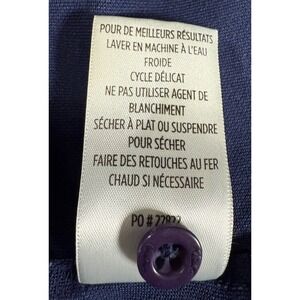 POUR DE MEILLEURS RÉSULTATS
LAVER EN MACHINE À L'EAU
FROIDE
CYCLE DÉLICAT
NE PAS UTILISER AGENT DE
BLANCHIMENT
SÉCHER À PLAT OU SUSPENDRE
POUR SÉCHER
FAIRE DES RETOUCHES AU FER
CHAUD SI NÉCESSAIRE
PO #